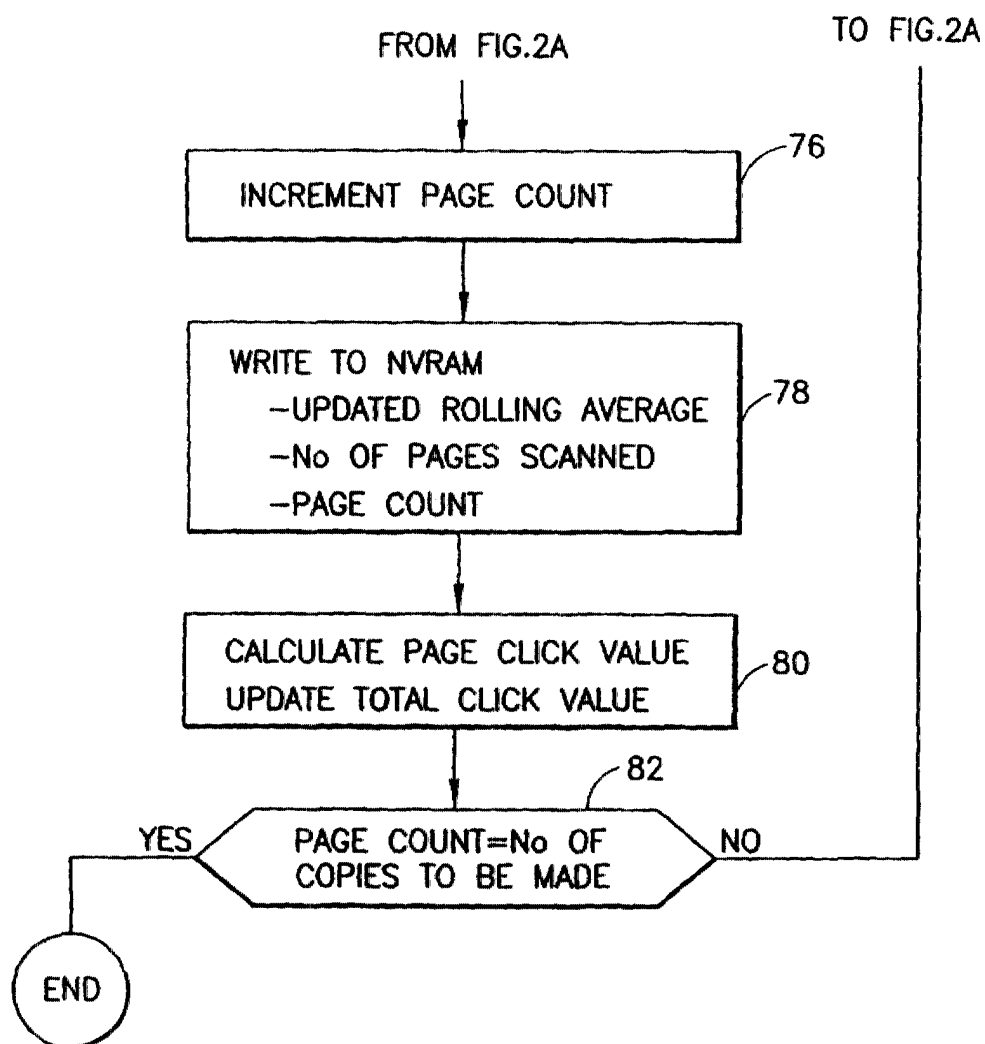 FROM FIG.2A
TO FIG.2A
76
INCREMENT PAGE COUNT
WRITE TO NVRAM
-UPDATED ROLLING AVERAGE
-No OF PAGES SCANNED
-PAGE COUNT
78
CALCULATE PAGE CLICK VALUE
UPDATE TOTAL CLICK VALUE
80
82
YES
PAGE COUNT=No OF
COPIES TO BE MADE
NO
END